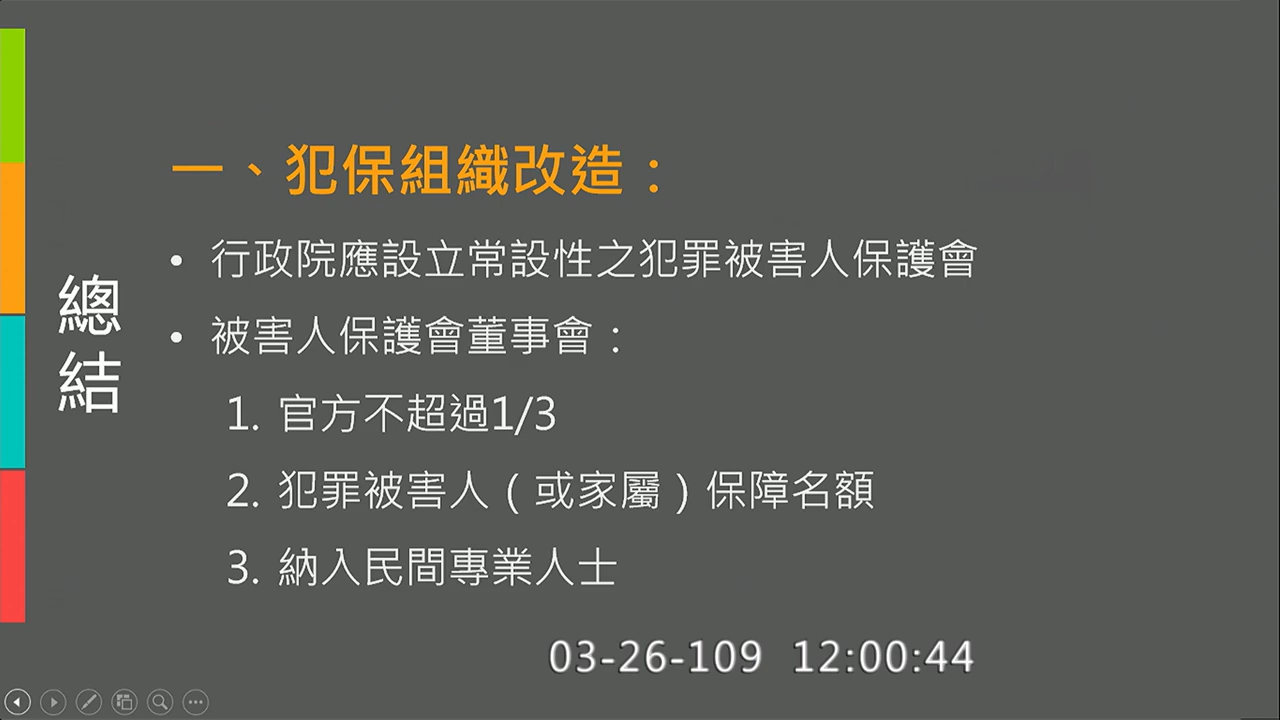 總結
一、犯保組織改造：
• 行政院應設立常設性之犯罪被害人保護會
• 被害人保護會董事會：
1. 官方不超過1/3
2. 犯罪被害人（或家屬）保障名額
3. 納入民間專業人士
03-26-109 12:00:44